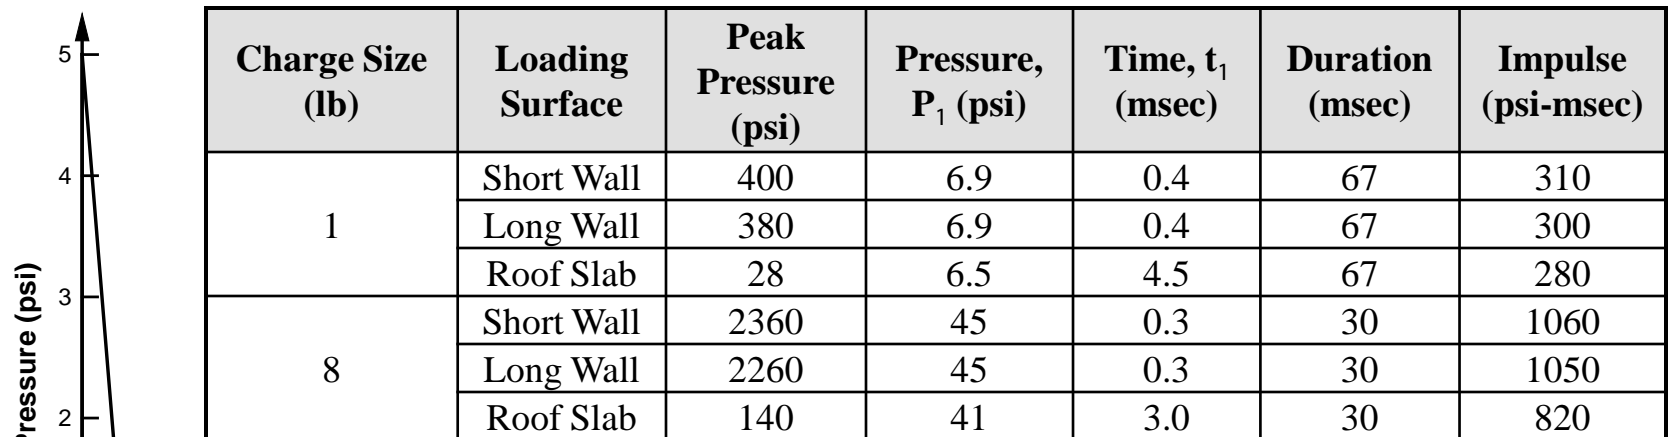 5
4
3
2
Pressure (psi)
Charge Size (lb) Loading Surface Peak Pressure (psi) Pressure, P₁ (psi) Time, t₁ (msec) Duration (msec) Impulse (psi-msec)
1 Short Wall 400 6.9 0.4 67 310
Long Wall 380 6.9 0.4 67 300
Roof Slab 28 6.5 4.5 67 280
8 Short Wall 2360 45 0.3 30 1060
Long Wall 2260 45 0.3 30 1050
Roof Slab 140 41 3.0 30 820